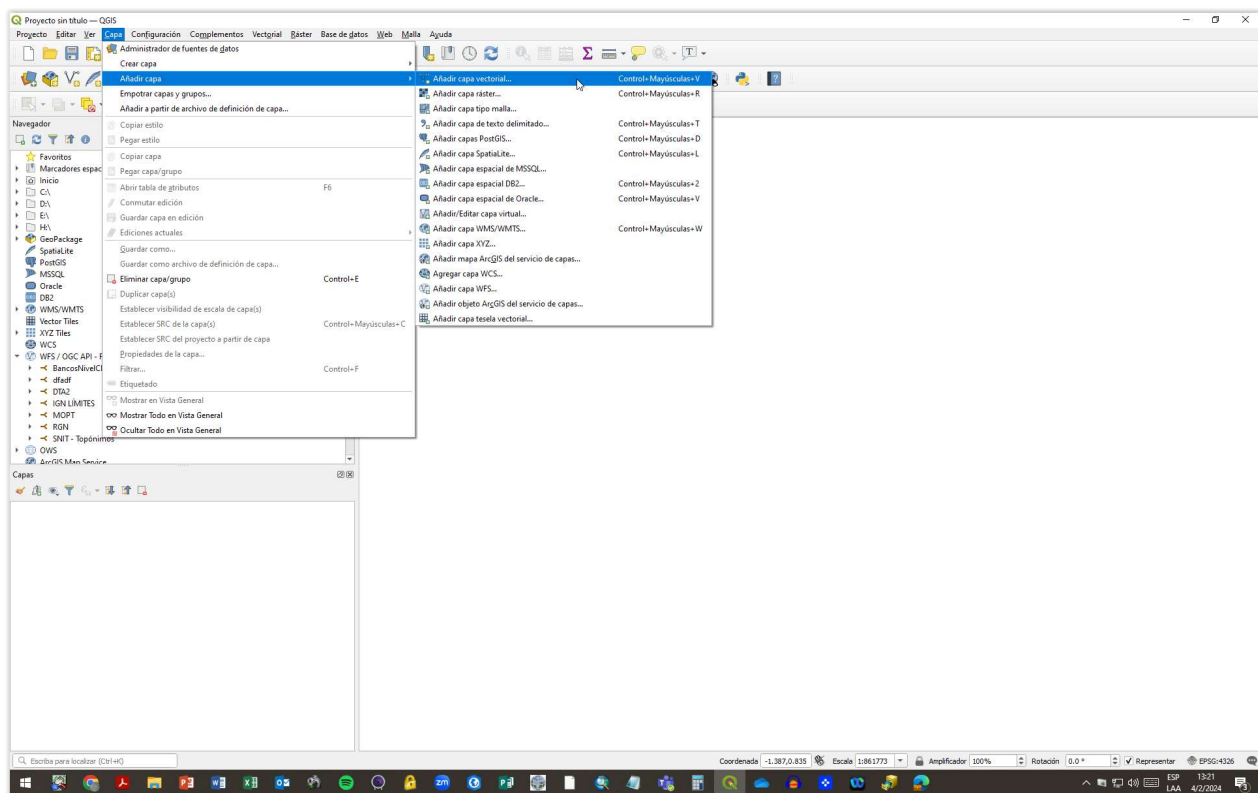 Proyecto sin título — QGIS
Proyecto Editar Ver Capa Configuración Complementos Vectorial Ráster Base de datos Web Malla Ayuda
Administrador de fuentes de datos
Crear capa
Añadir capa
Empotrar capas y grupos...
Añadir a partir de archivo de definición de capa...
Copiar estilo
Pegar estilo
Copiar capa
Pegar capa/grupo
Abrir tabla de atributos F6
Conmutar edición
Guardar capa en edición
Ediciones actuales
Guardar como...
Guardar como archivo de definición de capa...
Eliminar capa/grupo Control+E
Duplicar capa(s)
Establecer visibilidad de escala de capa(s)
Establecer SRC de la capa(s) Control+Mayúsculas+C
Establecer SRC del proyecto a partir de capa
Propiedades de la capa...
Filtrar... Control+F
Etiquetado
Mostrar en Vista General
Mostrar Todo en Vista General
Ocultar Todo en Vista General
Añadir capa vectorial... Control+Mayúsculas+V
Añadir capa ráster... Control+Mayúsculas+R
Añadir capa tipo malla...
Añadir capa de texto delimitado... Control+Mayúsculas+T
Añadir capas PostGIS... Control+Mayúsculas+D
Añadir capa SpatiaLite... Control+Mayúsculas+L
Añadir capa espacial de MSSQL...
Añadir capa espacial DB2... Control+Mayúsculas+2
Añadir capa espacial de Oracle... Control+Mayúsculas+V
Añadir/Editar capa virtual...
Añadir capa WMS/WMTS... Control+Mayúsculas+W
Añadir capa XYZ...
Añadir mapa ArcGIS del servicio de capas...
Agregar capa WCS...
Añadir capa WFS...
Añadir objeto ArcGIS del servicio de capas...
Añadir capa tesela vectorial...
Navegador
Favoritos
Marcadores espac
Inicio
C:\
D:\
E:\
H:\
GeoPackage
SpatiaLite
PostGIS
MSSQL
Oracle
DB2
WMS/WMTS
Vector Tiles
XYZ Tiles
WCS
WFS / OGC API - F
BancosNivelCl
dfadf
DTA2
IGN LÍMITES
MOPT
RGN
SNIT - Topónimos
OWS
ArcGIS Map Service
Capas
Escriba para localizar (Ctrl+K)
Coordenada -1.387,0.835 Escala 1:861773 Amplificador 100% Rotación 0.0 ° Representar EPSG:4326
ESP
LAA
13:21
4/2/2024